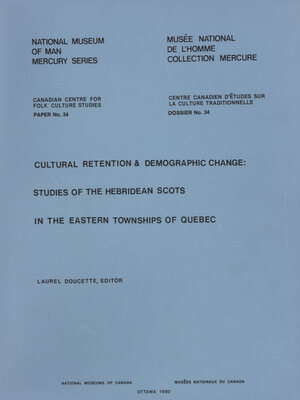 NATIONAL MUSEUM
OF MAN
MERCURY SERIES
MUSÉE NATIONAL
DE L'HOMME
COLLECTION MERCURE
CANADIAN CENTRE FOR
FOLK CULTURE STUDIES
PAPER No. 34
CENTRE CANADIEN D'ÉTUDES SUR
LA CULTURE TRADITIONNELLE
DOSSIER No. 34
CULTURAL RETENTION & DEMOGRAPHIC CHANGE:
STUDIES OF THE HEBRIDEAN SCOTS
IN THE EASTERN TOWNSHIPS OF QUEBEC
LAUREL DOUCETTE, EDITOR
NATIONAL MUSEUMS OF CANADA
MUSÉES NATIONAUX DU CANADA
OTTAWA 1980